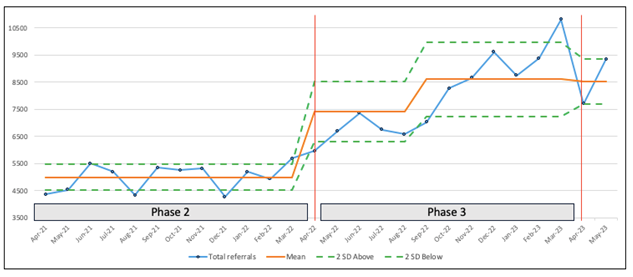 10500
9500
8500
7500
6500
5500
4500
3500
Phase 2 Phase 3
Apr-21 May-21 Jun-21 Jul-21 Aug-21 Sep-21 Oct-21 Nov-21 Dec-21 Jan-22 Feb-22 Mar-22 Apr-22 May-22 Jun-22 Jul-22 Aug-22 Sep-22 Oct-22 Nov-22 Dec-22 Jan-23 Feb-23 Mar-23 Apr-23 May-23
Total referrals Mean 2 SD Above 2 SD Below